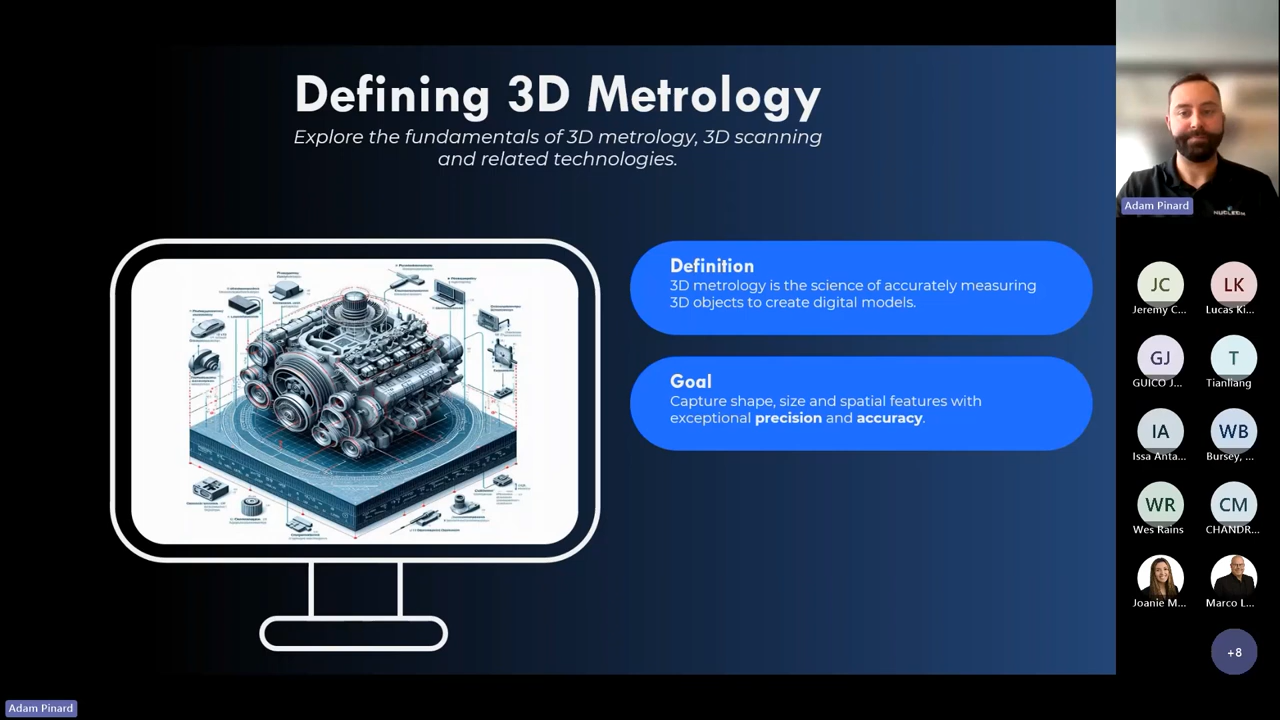 Defining 3D Metrology
Explore the fundamentals of 3D metrology, 3D scanning
and related technologies.
Definition
3D metrology is the science of accurately measuring
3D objects to create digital models.
Goal
Capture shape, size and spatial features with
exceptional precision and accuracy.
Adam Pinard
JC
Jeremy C...
LK
Lucas Ki...
GJ
GUICO J...
T
Tianliang
IA
Issa Anta...
WB
Bursey, ...
WR
Wes Rains
CM
CHANDR...
Joanie M...
Marco L...
+8
Adam Pinard